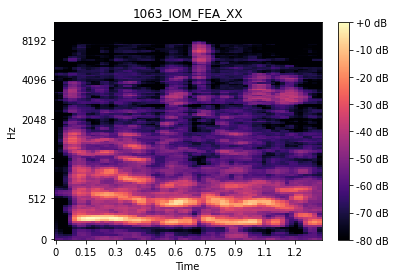 1063_IOM_FEA_XX
+0 dB
8192
-10 dB
4096
-20 dB
-30 dB
2048
Hz
-40 dB
1024
-50 dB
512
-60 dB
-70 dB
0
-80 dB
0 0.15 0.3 0.45 0.6 0.75 0.9 1.1 1.2
Time